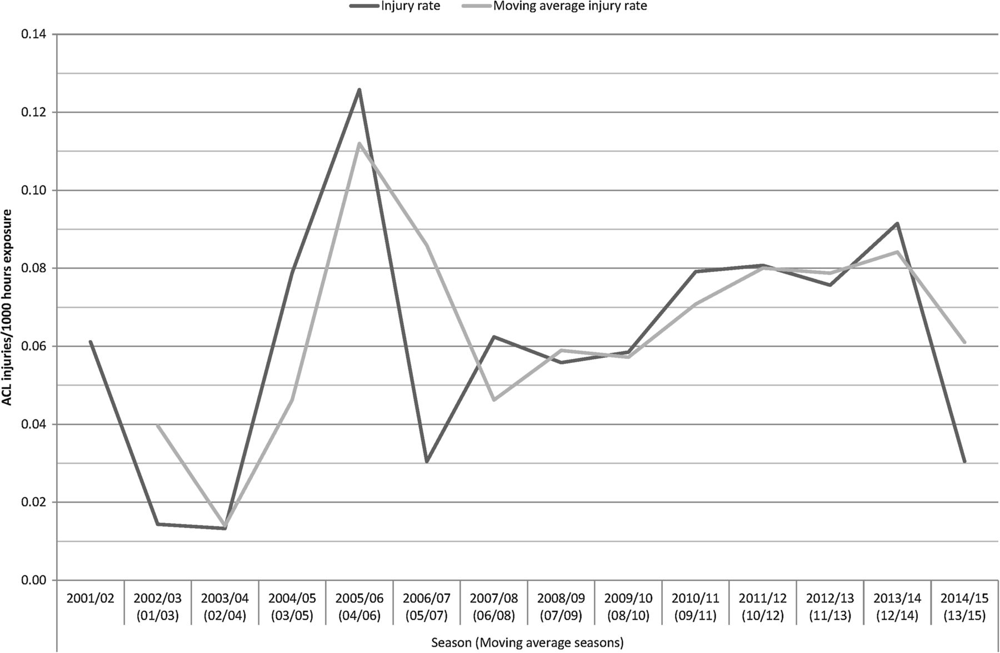 Injury rate Moving average injury rate
0.14
0.12
0.10
0.08
0.06
0.04
0.02
0.00
ACL injuries/1000 hours exposure
2001/02 2002/03 2003/04 2004/05 2005/06 2006/07 2007/08 2008/09 2009/10 2010/11 2011/12 2012/13 2013/14 2014/15
(01/03) (02/04) (03/05) (04/06) (05/07) (06/08) (07/09) (08/10) (09/11) (10/12) (11/13) (12/14) (13/15)
Season (Moving average seasons)